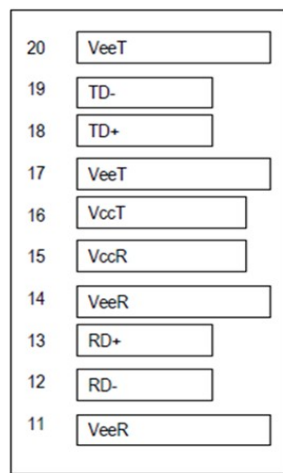 20 VeeT
19 TD-
18 TD+
17 VeeT
16 VccT
15 VccR
14 VeeR
13 RD+
12 RD-
11 VeeR